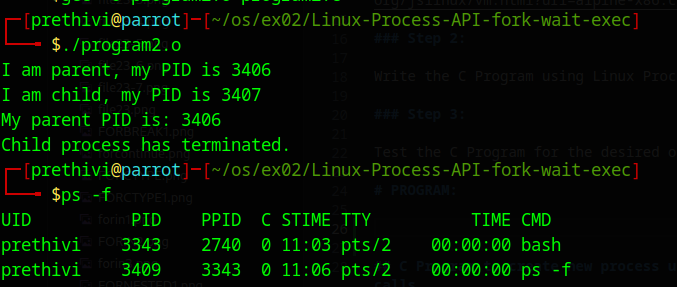 ┌─[prethivi@parrot]─[~/os/ex02/Linux-Process-API-fork-wait-exec]
└──╼ $./program2.o
I am parent, my PID is 3406
I am child, my PID is 3407
My parent PID is: 3406
Child process has terminated.
┌─[prethivi@parrot]─[~/os/ex02/Linux-Process-API-fork-wait-exec]
└──╼ $ps -f
UID PID PPID C STIME TTY TIME CMD
prethivi 3343 2740 0 11:03 pts/2 00:00:00 bash
prethivi 3409 3343 0 11:06 pts/2 00:00:00 ps -f
### Step 2:
Write the C Program using Linux Proc
### Step 3:
Test the C Program for the desired o
# PROGRAM: